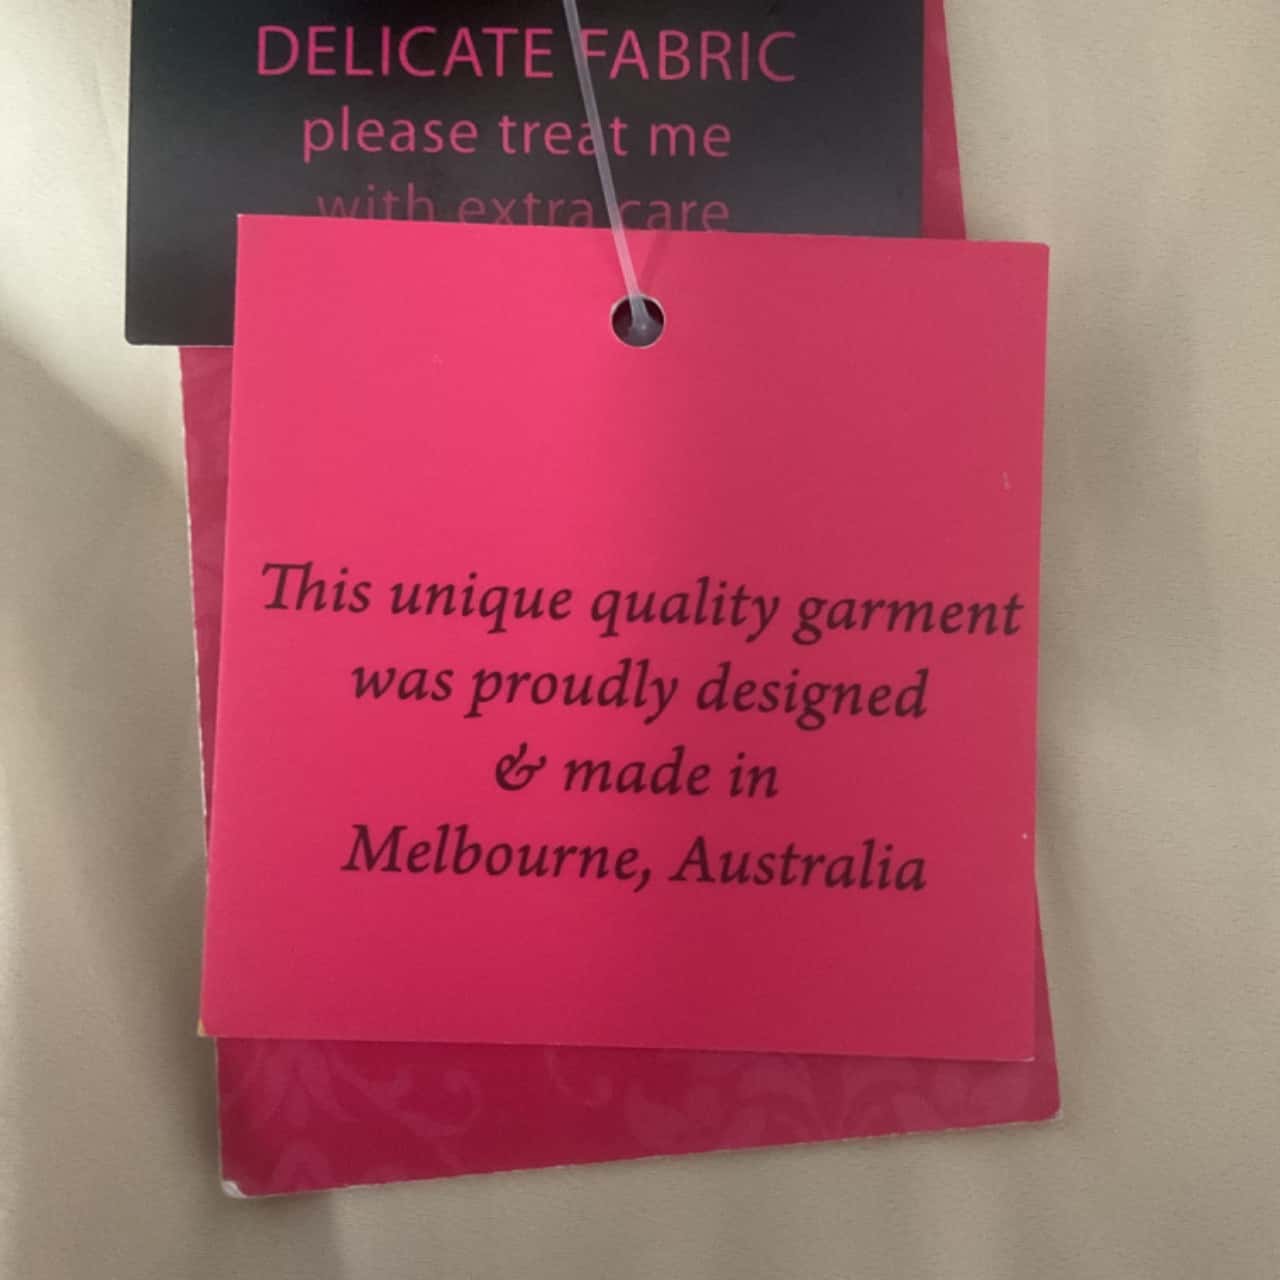 DELICATE FABRIC
please treat me
with extra care
This unique quality garment
was proudly designed
& made in
Melbourne, Australia